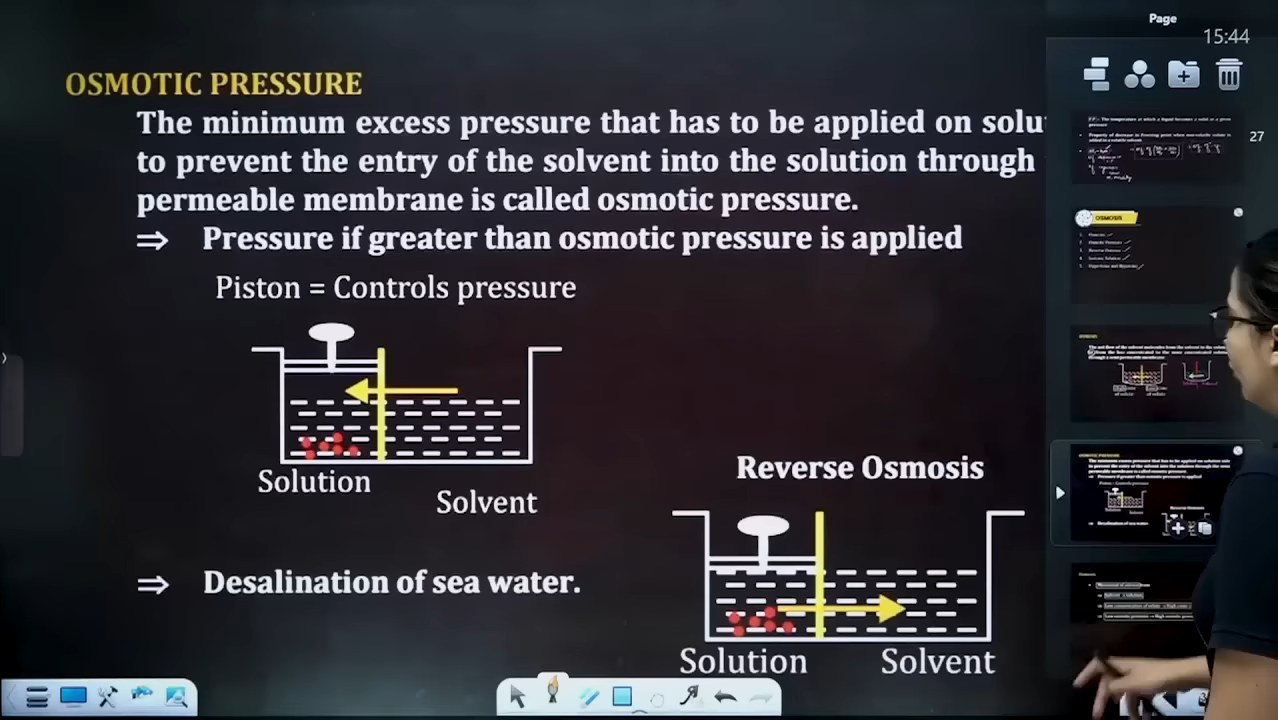 Page
15:44
OSMOTIC PRESSURE
The minimum excess pressure that has to be applied on solu
to prevent the entry of the solvent into the solution through
permeable membrane is called osmotic pressure.
⇒ Pressure if greater than osmotic pressure is applied
Piston = Controls pressure
Solution
Solvent
Reverse Osmosis
⇒ Desalination of sea water.
Solution
Solvent
27
OSMOSIS